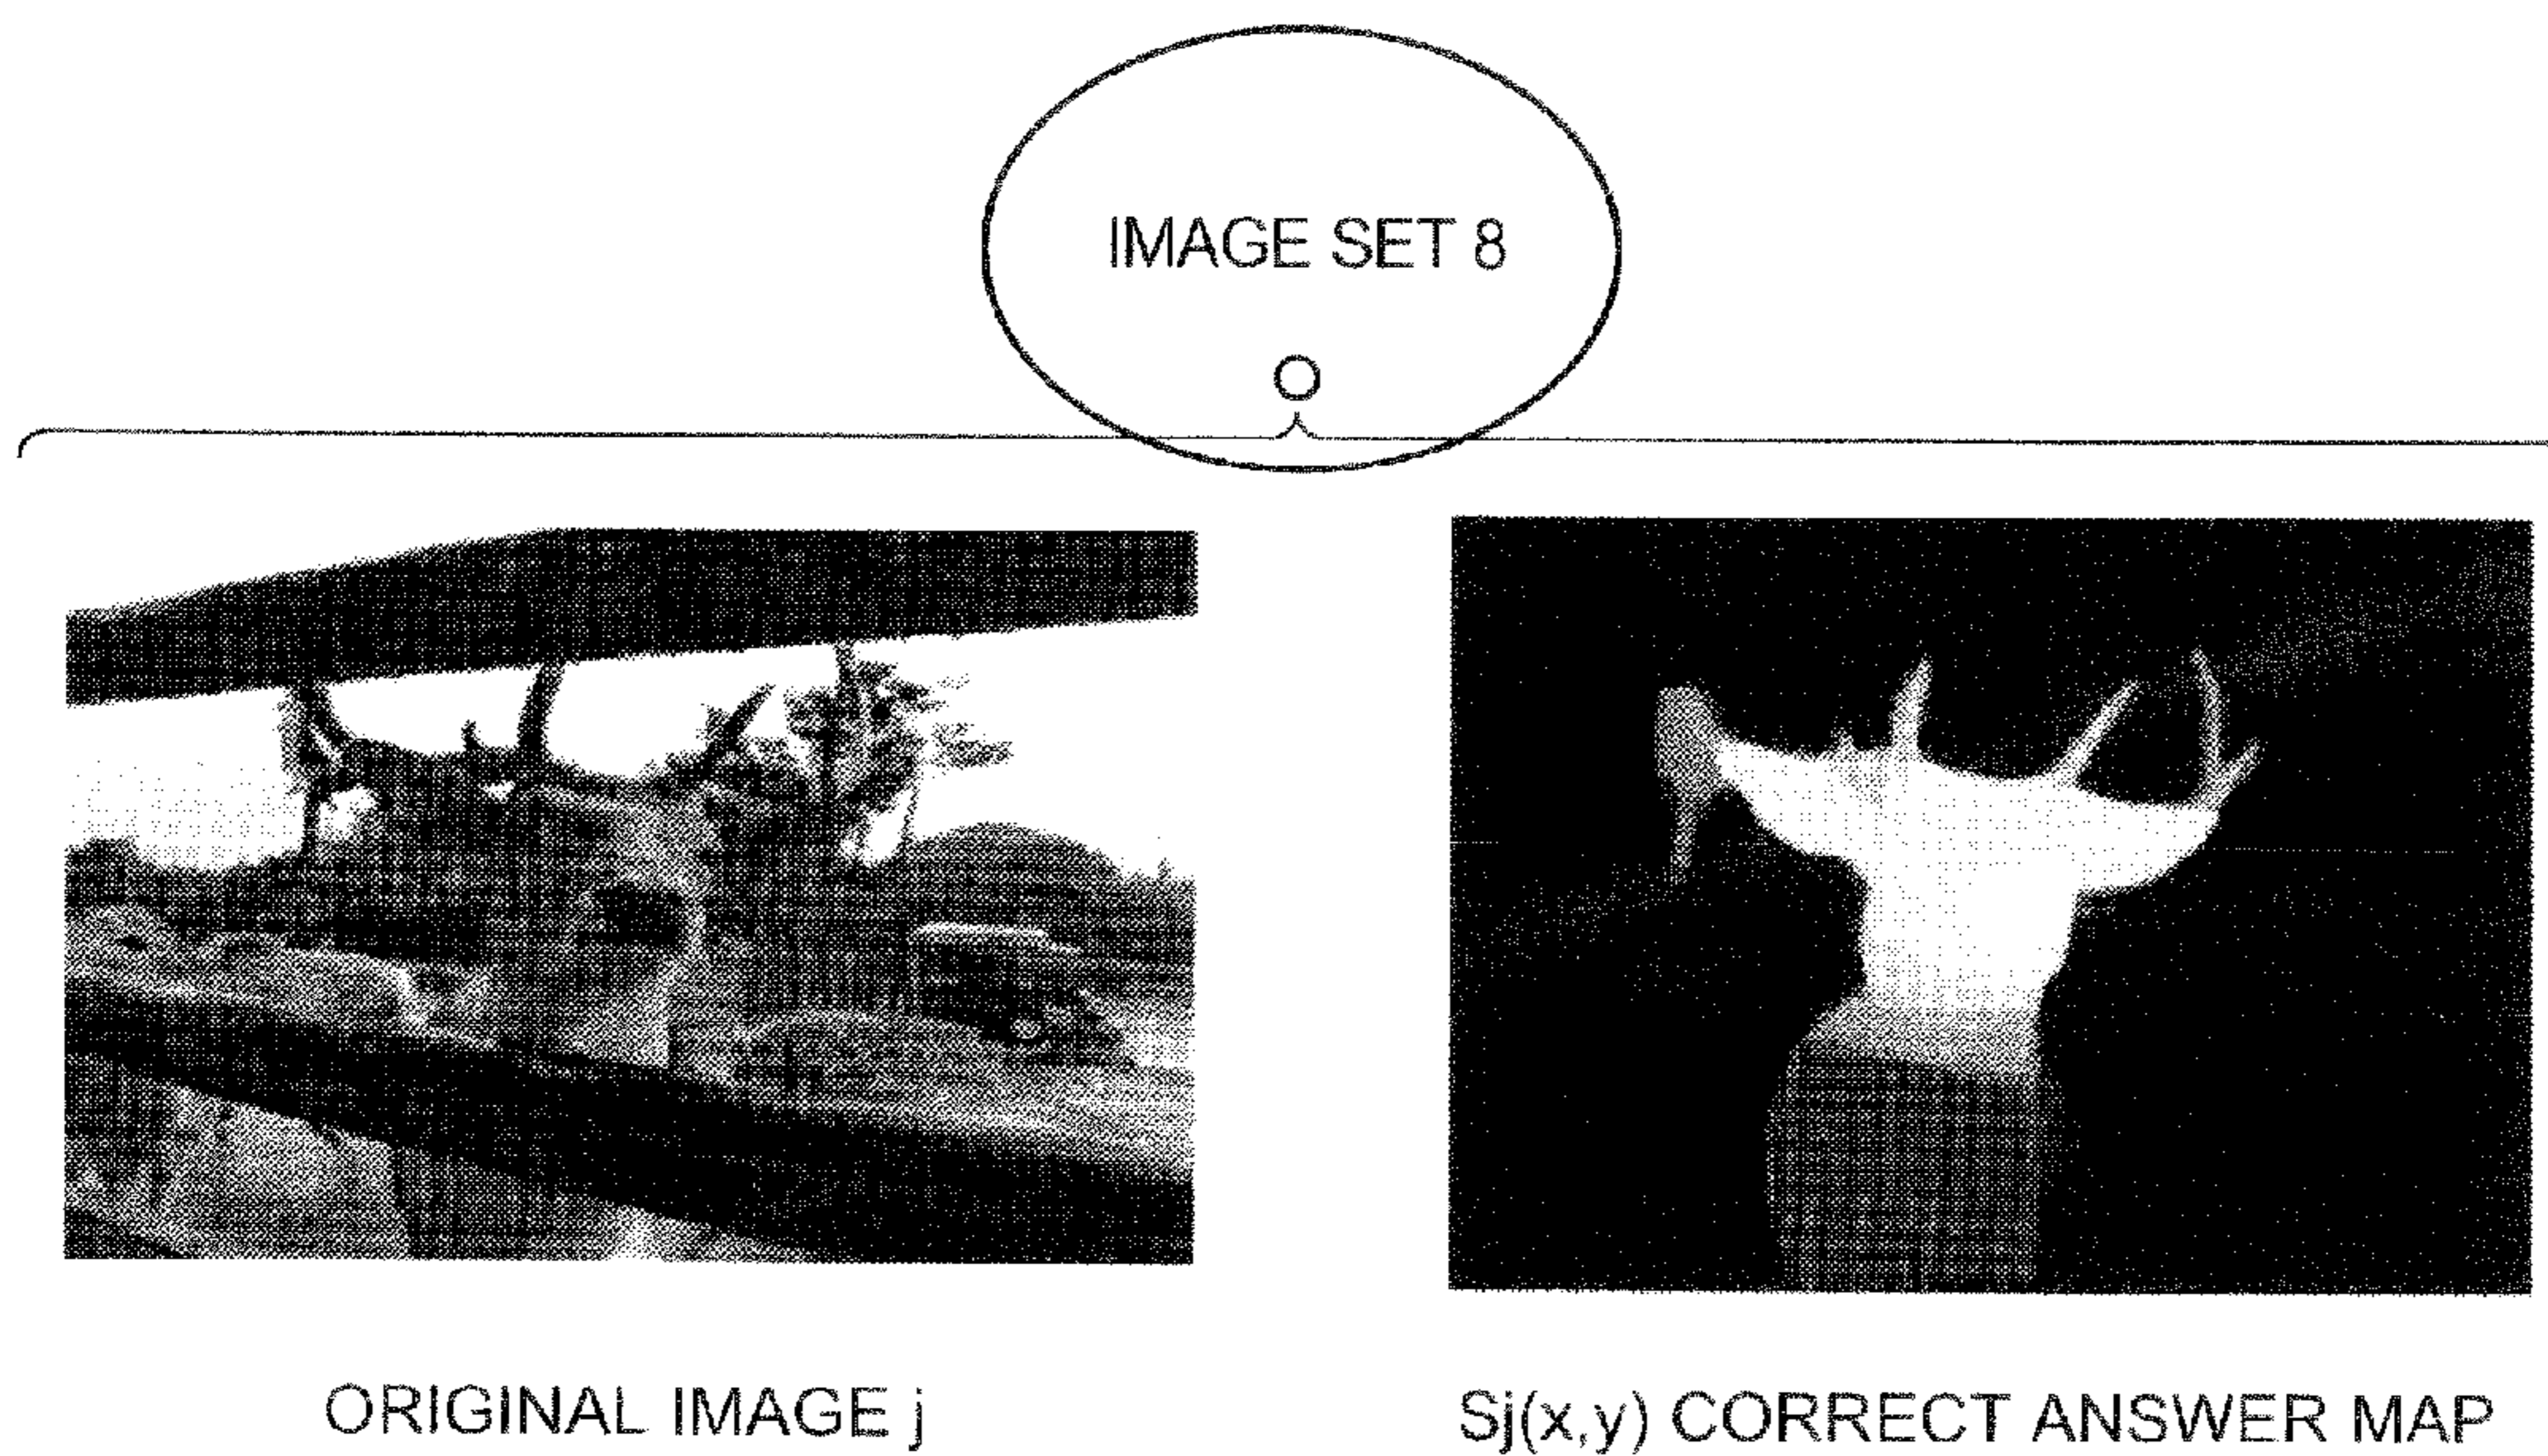 IMAGE SET 8
ORIGINAL IMAGE j
Sj(x,y) CORRECT ANSWER MAP